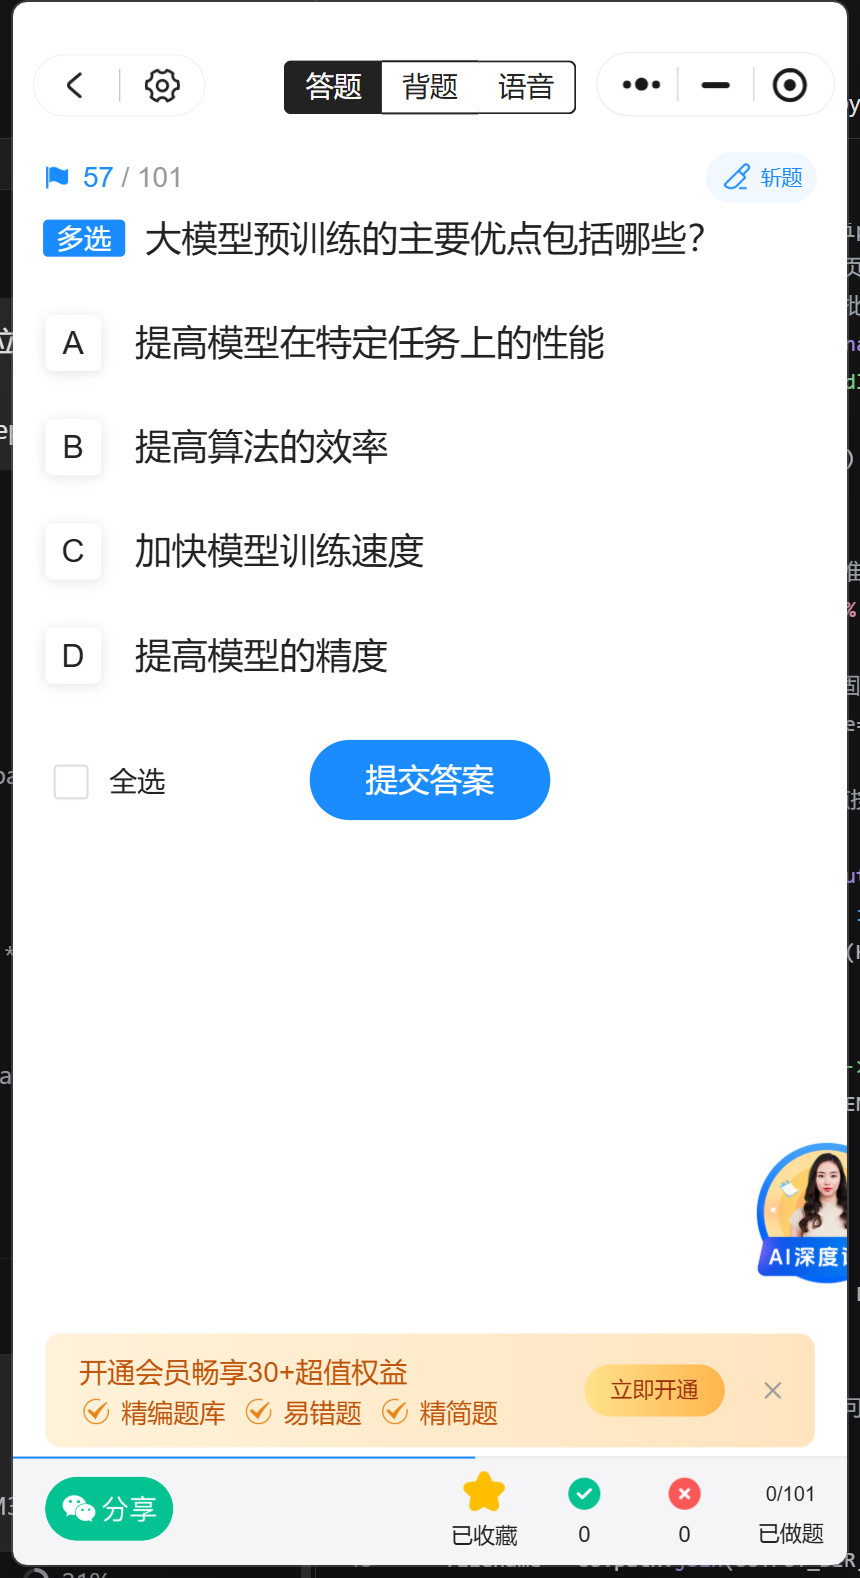 答题 背题 语音
57 / 101 斩题
多选 大模型预训练的主要优点包括哪些?
A 提高模型在特定任务上的性能
B 提高算法的效率
C 加快模型训练速度
D 提高模型的精度
全选 提交答案
AI深度
开通会员畅享30+超值权益
精编题库 易错题 精简题
立即开通
分享
已收藏
0
0
0/101
已做题